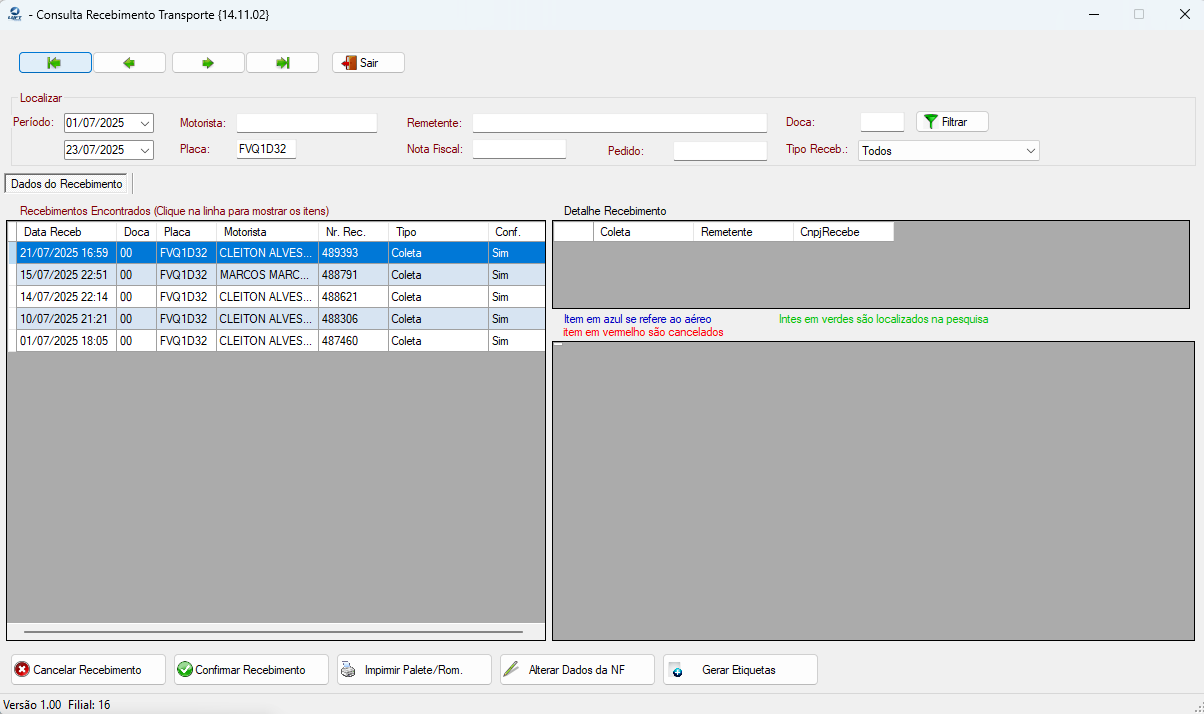 - Consulta Recebimento Transporte {14.11.02}
Sair
Localizar
Período: 01/07/2025 Motorista: Remetente: Doca: Filtrar
23/07/2025 Placa: FVQ1D32 Nota Fiscal: Pedido: Tipo Receb.: Todos
Dados do Recebimento
Recebimentos Encontrados (Clique na linha para mostrar os itens)
Data Receb Doca Placa Motorista Nr. Rec. Tipo Conf.
21/07/2025 16:59 00 FVQ1D32 CLEITON ALVES... 489393 Coleta Sim
15/07/2025 22:51 00 FVQ1D32 MARCOS MARC... 488791 Coleta Sim
14/07/2025 22:14 00 FVQ1D32 CLEITON ALVES... 488621 Coleta Sim
10/07/2025 21:21 00 FVQ1D32 CLEITON ALVES... 488306 Coleta Sim
01/07/2025 18:05 00 FVQ1D32 CLEITON ALVES... 487460 Coleta Sim
Detalhe Recebimento
Coleta Remetente CnpjRecebe
Item em azul se refere ao aéreo Intes em verdes são localizados na pesquisa
item em vermelho são cancelados
Cancelar Recebimento Confirmar Recebimento Impimir Palete/Rom. Alterar Dados da NF Gerar Etiquetas
Versão 1.00 Filial: 16